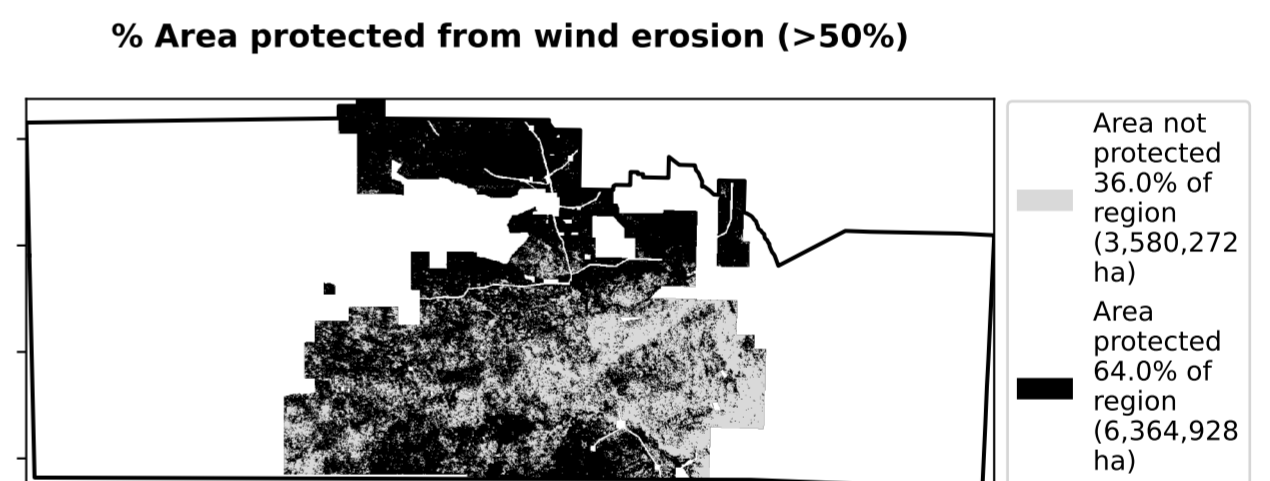 % Area protected from wind erosion (>50%)
Area not
protected
36.0% of
region
(3,580,272
ha)
Area
protected
64.0% of
region
(6,364,928
ha)